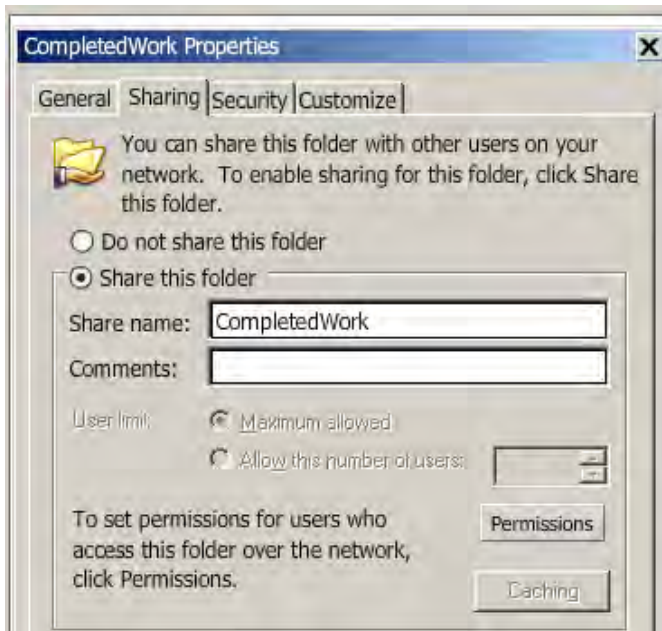 CompletedWork Properties
General Sharing Security Customize
You can share this folder with other users on your
network. To enable sharing for this folder, click Share
this folder.
Do not share this folder
Share this folder
Share name: CompletedWork
Comments:
User limit: Maximum allowed
Allow this number of users:
To set permissions for users who
access this folder over the network,
click Permissions.
Permissions
Caching